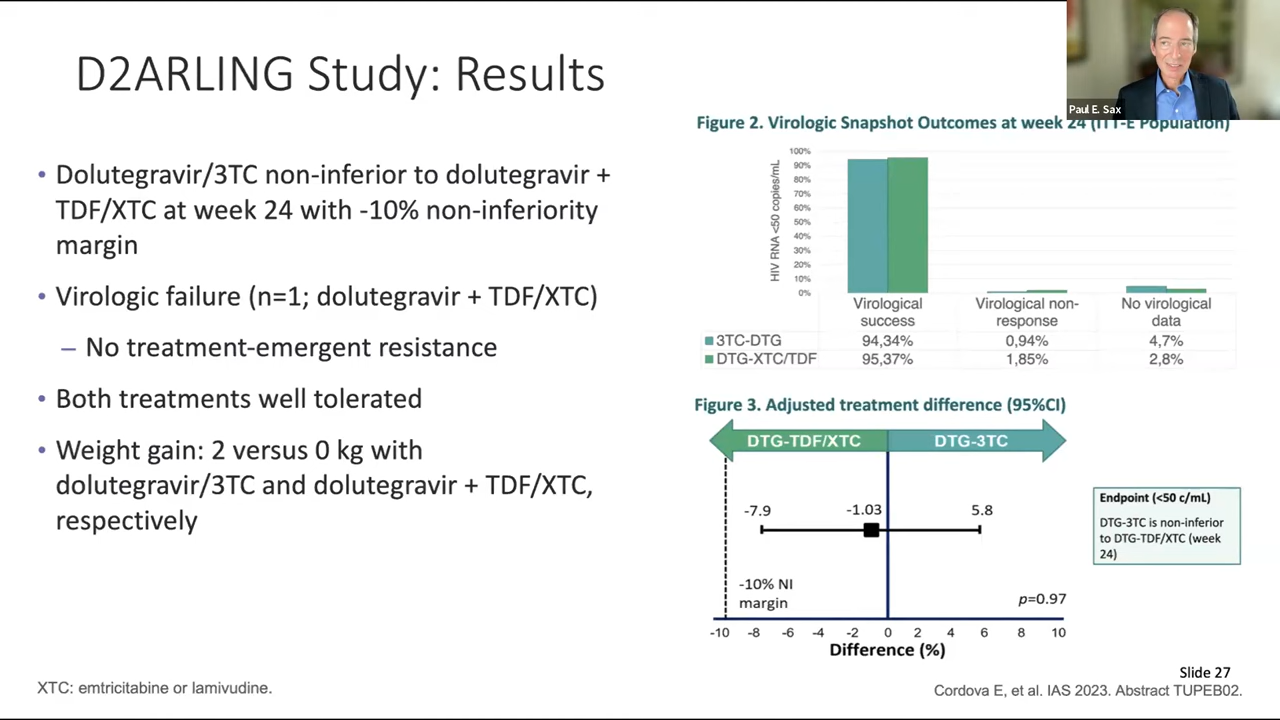 D2ARLING Study: Results
Paul E. Sax
• Dolutegravir/3TC non-inferior to dolutegravir +
TDF/XTC at week 24 with -10% non-inferiority
margin
• Virologic failure (n=1; dolutegravir + TDF/XTC)
– No treatment-emergent resistance
• Both treatments well tolerated
• Weight gain: 2 versus 0 kg with
dolutegravir/3TC and dolutegravir + TDF/XTC,
respectively
Figure 2. Virologic Snapshot Outcomes at week 24 (ITT-E Population)
HIV RNA <50 copies/mL
100%
90%
80%
70%
60%
50%
40%
30%
20%
10%
0%
Virological success Virological non-response No virological data
3TC-DTG 94,34% 0,94% 4,7%
DTG-XTC/TDF 95,37% 1,85% 2,8%
Figure 3. Adjusted treatment difference (95%CI)
DTG-TDF/XTC DTG-3TC
-7.9 -1.03 5.8
-10% NI
margin
p=0.97
-10 -8 -6 -4 -2 0 2 4 6 8 10
Difference (%)
Endpoint (<50 c/mL)
DTG-3TC is non-inferior
to DTG-TDF/XTC (week
24)
Slide 27
XTC: emtricitabine or lamivudine.
Cordova E, et al. IAS 2023. Abstract TUPEB02.